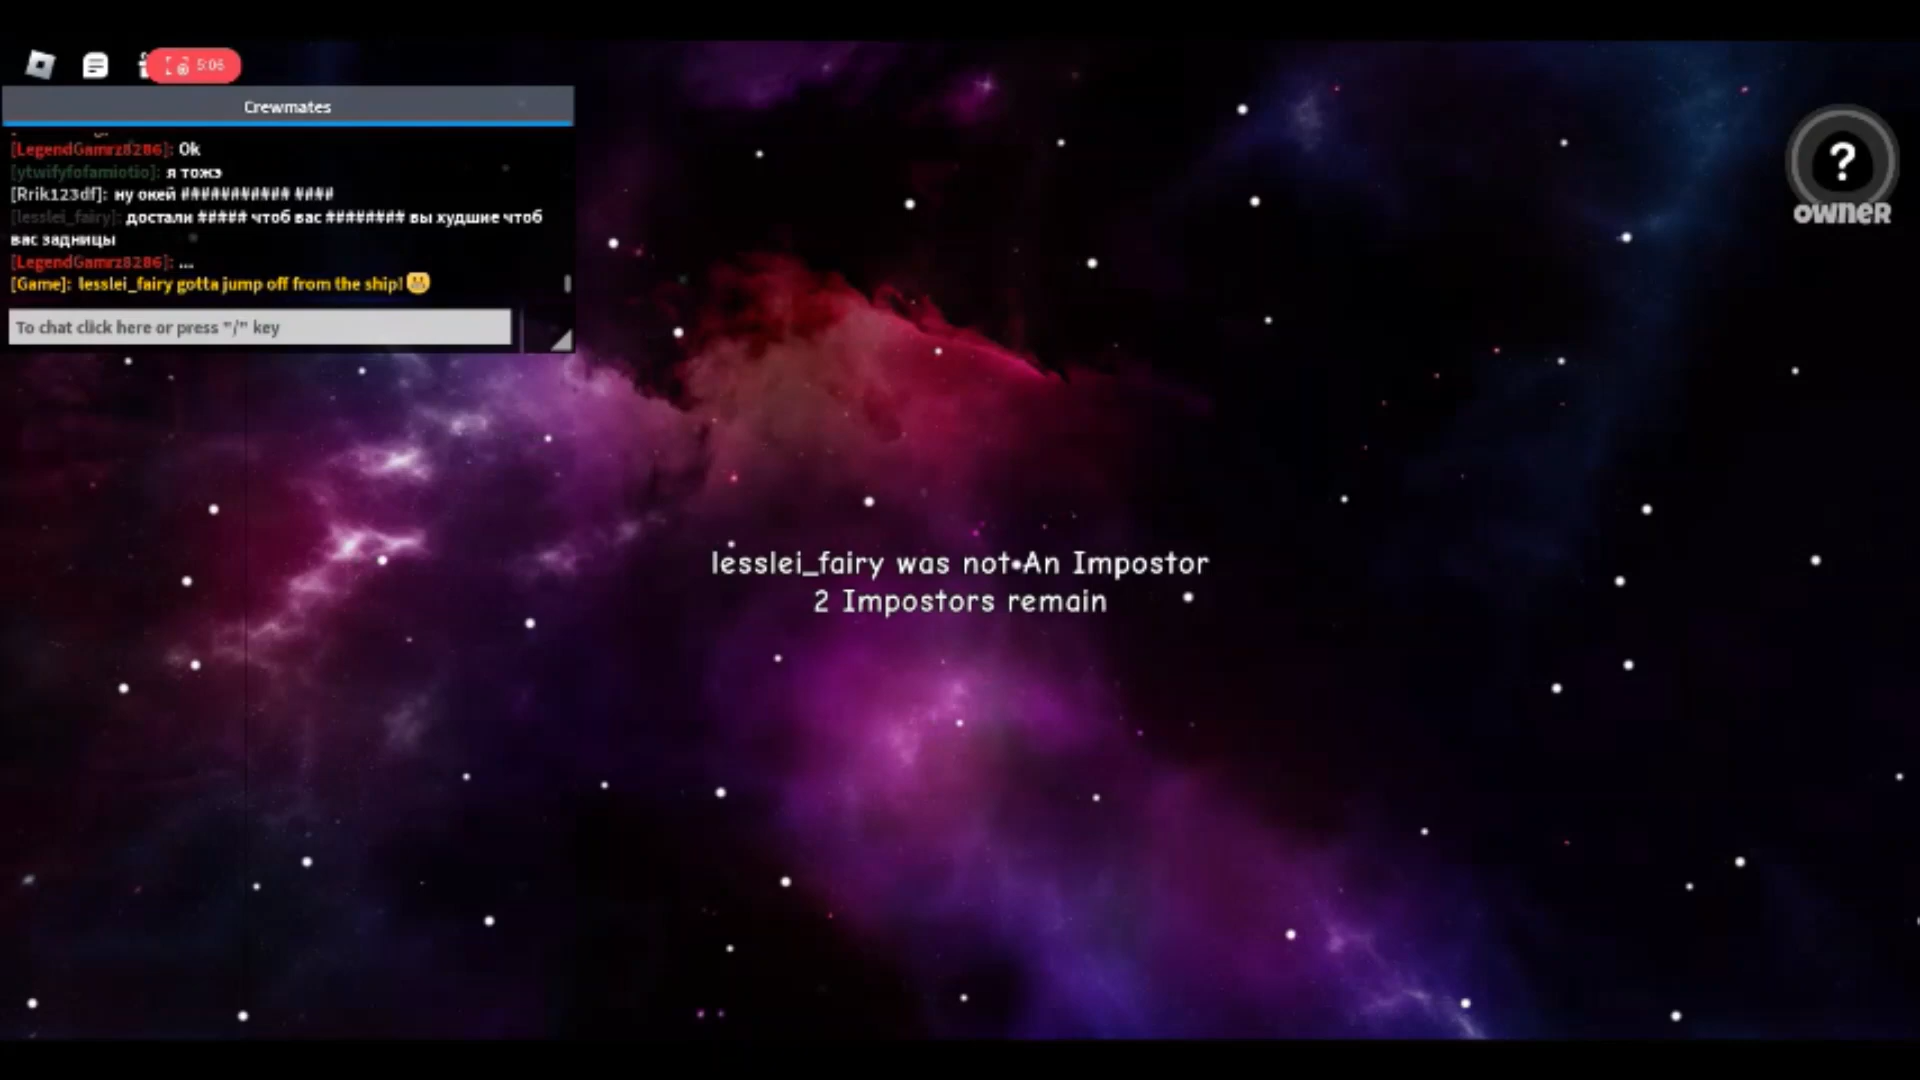 5:06
Crewmates
[LegendGamrz8286]: Ok
[ytwifyfofamiotio]: я тожэ
[Rrik123df]: ну окей ########### ####
[lesslei_fairy]: достали ##### чтоб вас ######## вы худшие чтоб
вас задницы
[LegendGamrz8286]: ...
[Game]: lesslei_fairy gotta jump off from the ship!😬
To chat click here or press "/" key
?
OWNER
lesslei_fairy was not An Impostor
2 Impostors remain